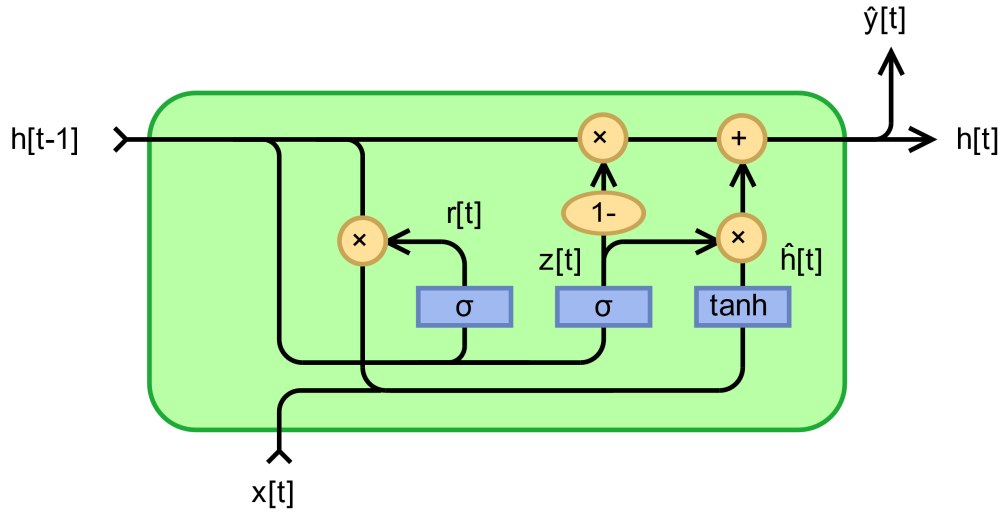 ŷ[t]
h[t-1]
×
+
h[t]
r[t]
1-
×
z[t]
×
ĥ[t]
σ
σ
tanh
x[t]